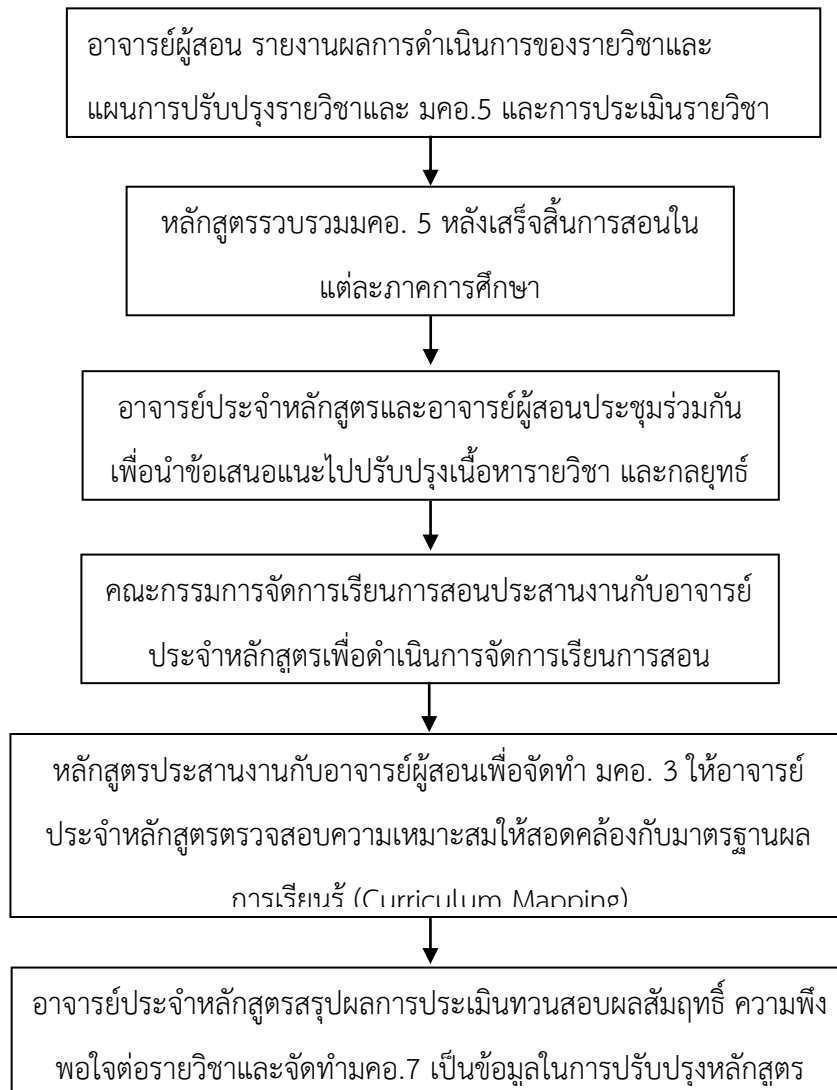 อาจารย์ผู้สอน รายงานผลการดำเนินการของรายวิชาและ
แผนการปรับปรุงรายวิชาและ มคอ.5 และการประเมินรายวิชา
หลักสูตรรวบรวมมคอ. 5 หลังเสร็จสิ้นการสอนใน
แต่ละภาคการศึกษา
อาจารย์ประจำหลักสูตรและอาจารย์ผู้สอนประชุมร่วมกัน
เพื่อนำข้อเสนอแนะไปปรับปรุงเนื้อหารายวิชา และกลยุทธ์
คณะกรรมการจัดการเรียนการสอนประสานงานกับอาจารย์
ประจำหลักสูตรเพื่อดำเนินการจัดการเรียนการสอน
หลักสูตรประสานงานกับอาจารย์ผู้สอนเพื่อจัดทำ มคอ. 3 ให้อาจารย์
ประจำหลักสูตรตรวจสอบความเหมาะสมให้สอดคล้องกับมาตรฐานผล
การเรียนรู้ (Curriculum Mapping)
อาจารย์ประจำหลักสูตรสรุปผลการประเมินทวนสอบผลสัมฤทธิ์ ความพึง
พอใจต่อรายวิชาและจัดทำมคอ.7 เป็นข้อมูลในการปรับปรุงหลักสูตร